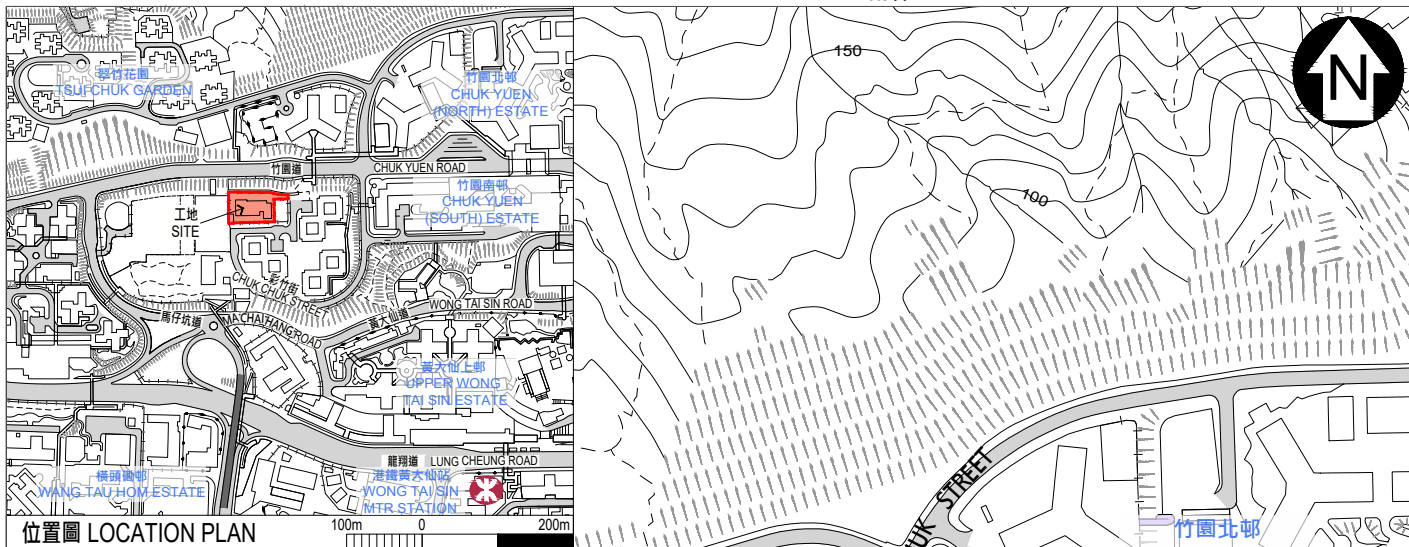 翠竹花園
TSUI CHUK GARDEN
竹園北邨
CHUK YUEN
(NORTH) ESTATE
竹園道
CHUK YUEN ROAD
竹園南邨
CHUK YUEN
(SOUTH) ESTATE
工地
SITE
彩竹街
CHUK CHUK STREET
馬仔坑道
MA CHAI HANG ROAD
黃大仙道
WONG TAI SIN ROAD
黃大仙上邨
UPPER WONG
TAI SIN ESTATE
龍翔道 LUNG CHEUNG ROAD
橫頭磡邨
WANG TAU HOM ESTATE
港鐵黃大仙站
WONG TAI SIN
MTR STATION
位置圖 LOCATION PLAN
100m 0 200m
150
100
N
UK STREET
竹園北邨